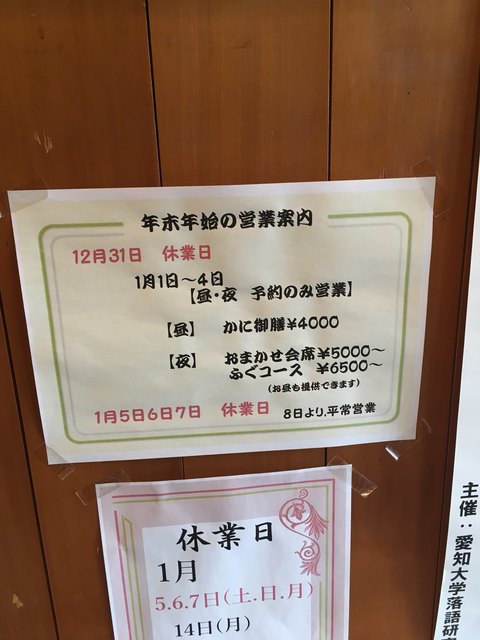 年末年始の営業案内
12月31日 休業日
1月1日～4日
【昼・夜 予約のみ営業】
【昼】 かに御膳¥4000
【夜】 おまかせ会席¥5000～
ふぐコース ¥6500～
(お昼も提供できます)
1月5日6日7日 休業日 8日より、平常営業
休業日
1月
5.6.7日(土.日.月)
14日(月)
主催：愛知大学落語研